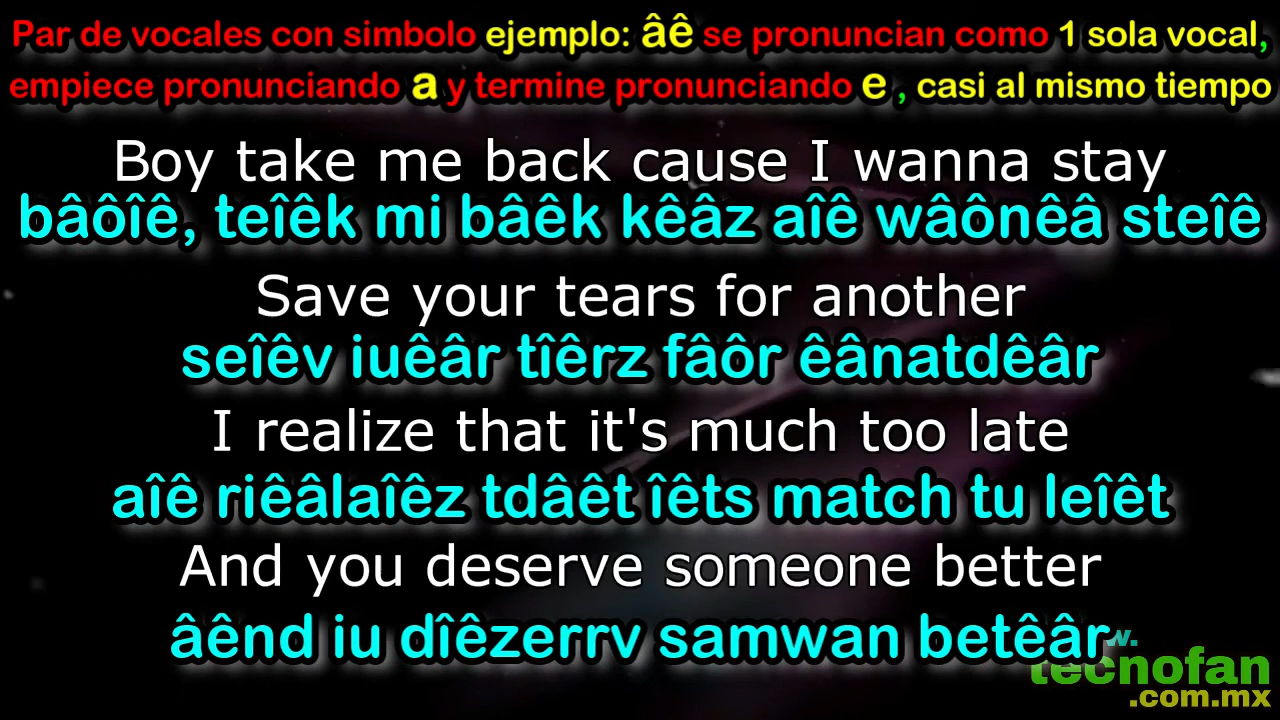 Par de vocales con simbolo ejemplo: âê se pronuncian como 1 sola vocal,
empiece pronunciando a y termine pronunciando e , casi al mismo tiempo
Boy take me back cause I wanna stay
bâôîê, teîêk mi bâêk kêâz aîê wâônêâ steîê
Save your tears for another
seîêv iuêâr tîêrz fâôr êânatdêâr
I realize that it's much too late
aîê riêâlaîêz tdâêt îêts match tu leîêt
And you deserve someone better
âênd iu dîêzerrv samwan betêâr
w.
tecnofan
.com.mx